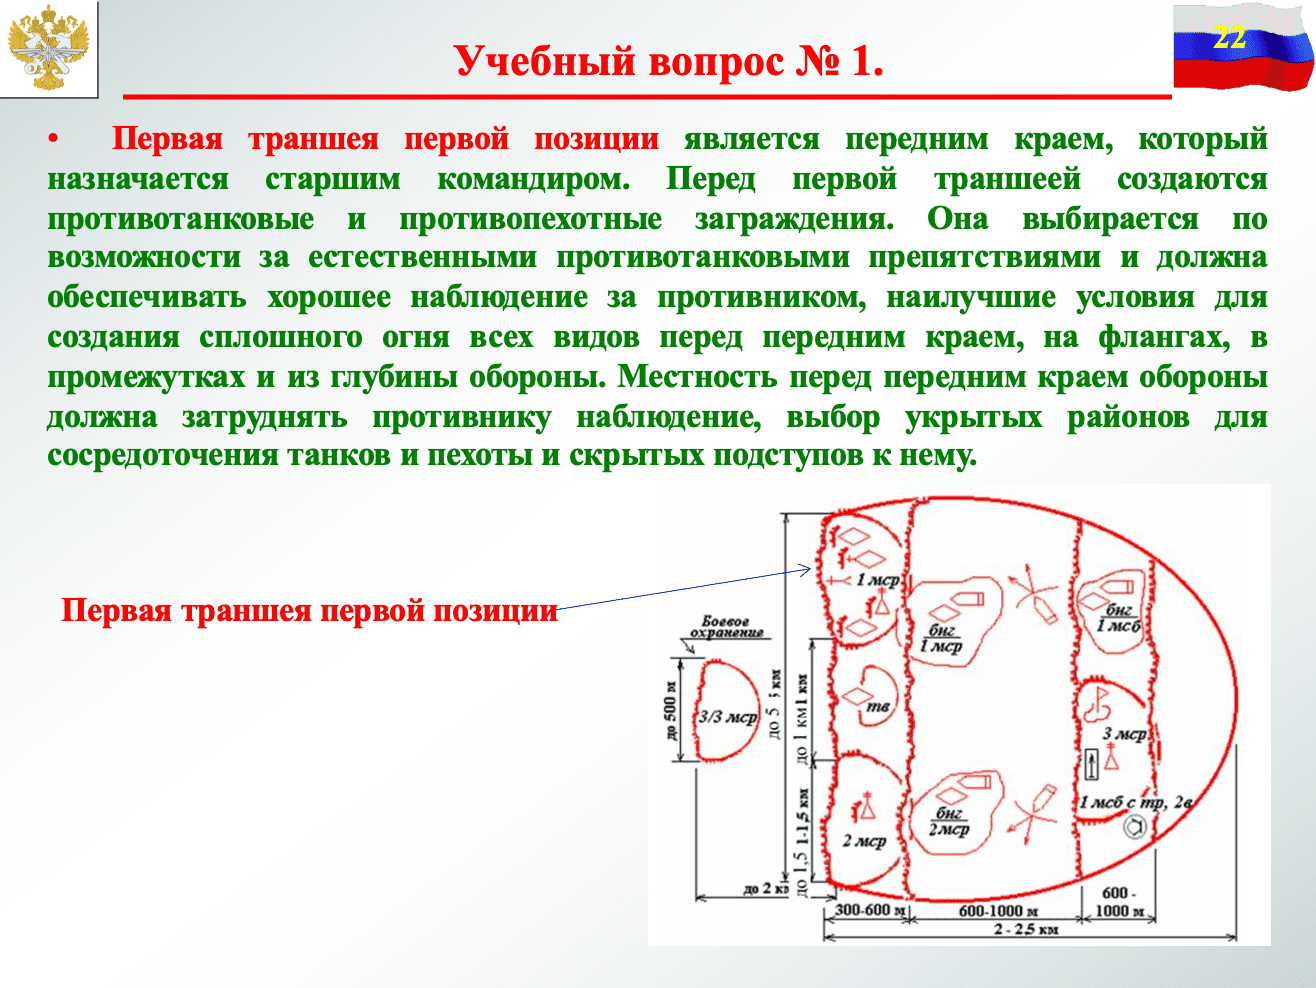 22
Учебный вопрос № 1.
• Первая траншея первой позиции является передним краем, который
назначается старшим командиром. Перед первой траншеей создаются
противотанковые и противопехотные заграждения. Она выбирается по
возможности за естественными противотанковыми препятствиями и должна
обеспечивать хорошее наблюдение за противником, наилучшие условия для
создания сплошного огня всех видов перед передним краем, на флангах, в
промежутках и из глубины обороны. Местность перед передним краем обороны
должна затруднять противнику наблюдение, выбор укрытых районов для
сосредоточения танков и пехоты и скрытых подступов к нему.
Первая траншея первой позиции
1 мср
Боевое
охранение
бнг
1 мср
бнг
1 мсб
до 500 м
3/3 мср
до 5
км
до 1 км
1 км
тв
3 мср
1 мсб с тр, 2в
2 мср
бнг
2мср
до 1,5
1-1,5 км
до 2 к
300-600 м
600-1000 м
600 -
1000 м
2 - 2,5 км